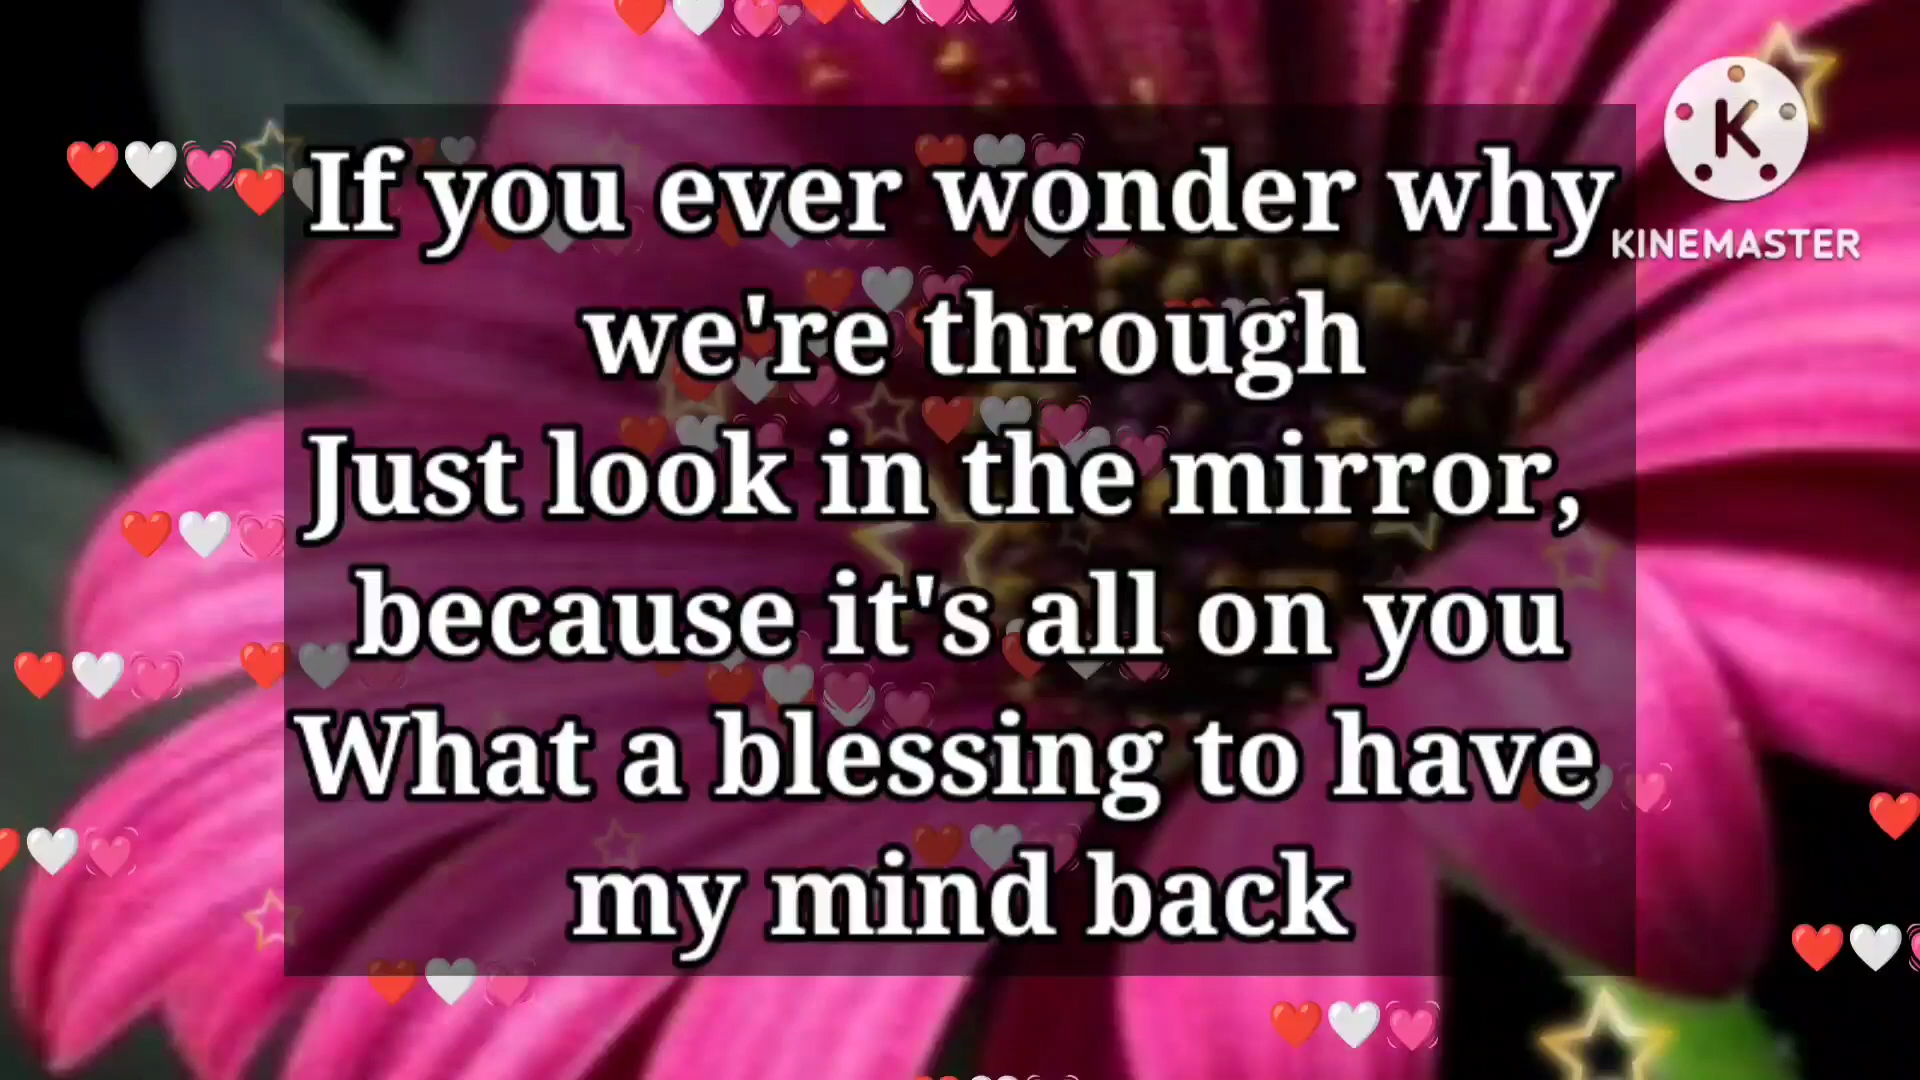 If you ever wonder why
we're through
Just look in the mirror,
because it's all on you
What a blessing to have
my mind back
K
KINEMASTER